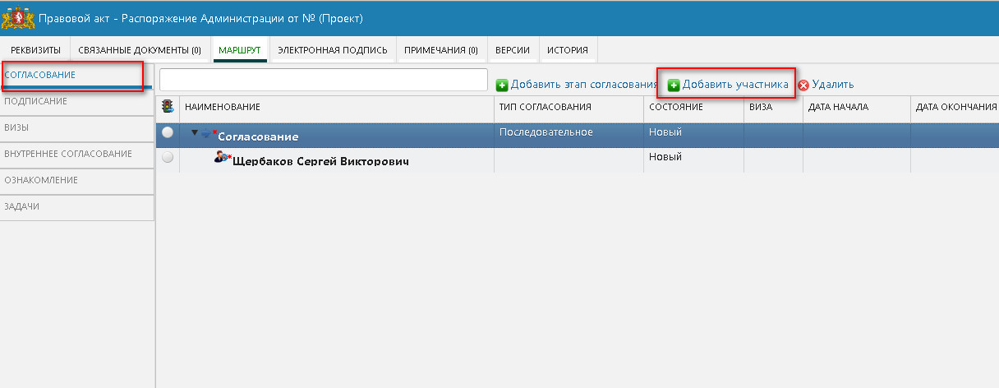 Правовой акт - Распоряжение Администрации от № (Проект)
РЕКВИЗИТЫ СВЯЗАННЫЕ ДОКУМЕНТЫ (0) МАРШРУТ ЭЛЕКТРОННАЯ ПОДПИСЬ ПРИМЕЧАНИЯ (0) ВЕРСИИ ИСТОРИЯ
СОГЛАСОВАНИЕ
ПОДПИСАНИЕ
ВИЗЫ
ВНУТРЕННЕЕ СОГЛАСОВАНИЕ
ОЗНАКОМЛЕНИЕ
ЗАДАЧИ
Добавить этап согласования Добавить участника Удалить
НАИМЕНОВАНИЕ ТИП СОГЛАСОВАНИЯ СОСТОЯНИЕ ВИЗА ДАТА НАЧАЛА ДАТА ОКОНЧАНИЯ
*Согласование Последовательное Новый
*Щербаков Сергей Викторович Новый